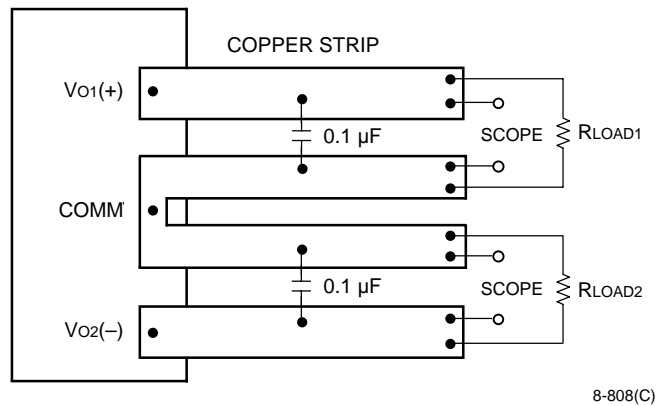 COPPER STRIP
VO1(+)
0.1 µF
SCOPE
RLOAD1
COMM
0.1 µF
SCOPE
RLOAD2
VO2(–)
8-808(C)